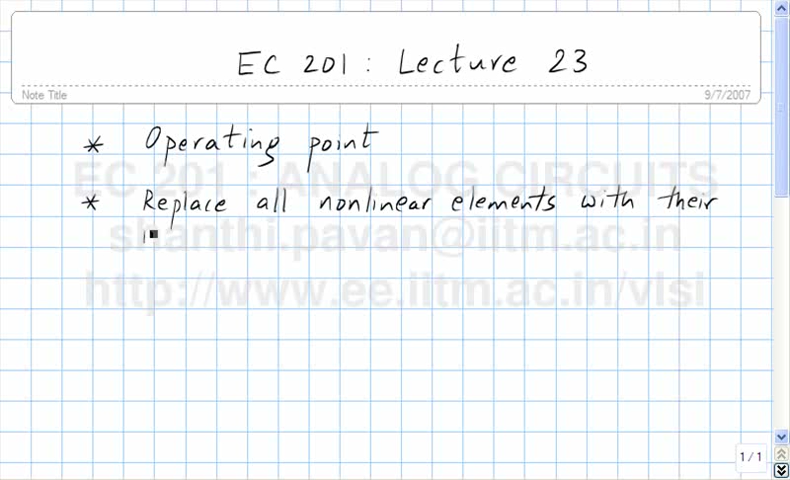 EC 201 : Lecture 23
Note Title
9/7/2007
* Operating point
EC 201 : ANALOG CIRCUITS
* Replace all nonlinear elements with their
shanthi.pavan@iitm.ac.in
http://www.ee.iitm.ac.in/vlsi
1 / 1